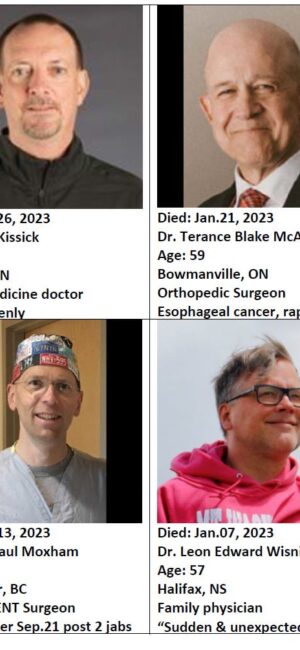 26, 2023
Kissick
N
dicine doctor
enly
Died: Jan.21, 2023
Dr. Terance Blake McA
Age: 59
Bowmanville, ON
Orthopedic Surgeon
Esophageal cancer, rap
13, 2023
aul Moxham
r, BC
ENT Surgeon
er Sep.21 post 2 jabs
Died: Jan.07, 2023
Dr. Leon Edward Wisni
Age: 57
Halifax, NS
Family physician
"Sudden & unexpected